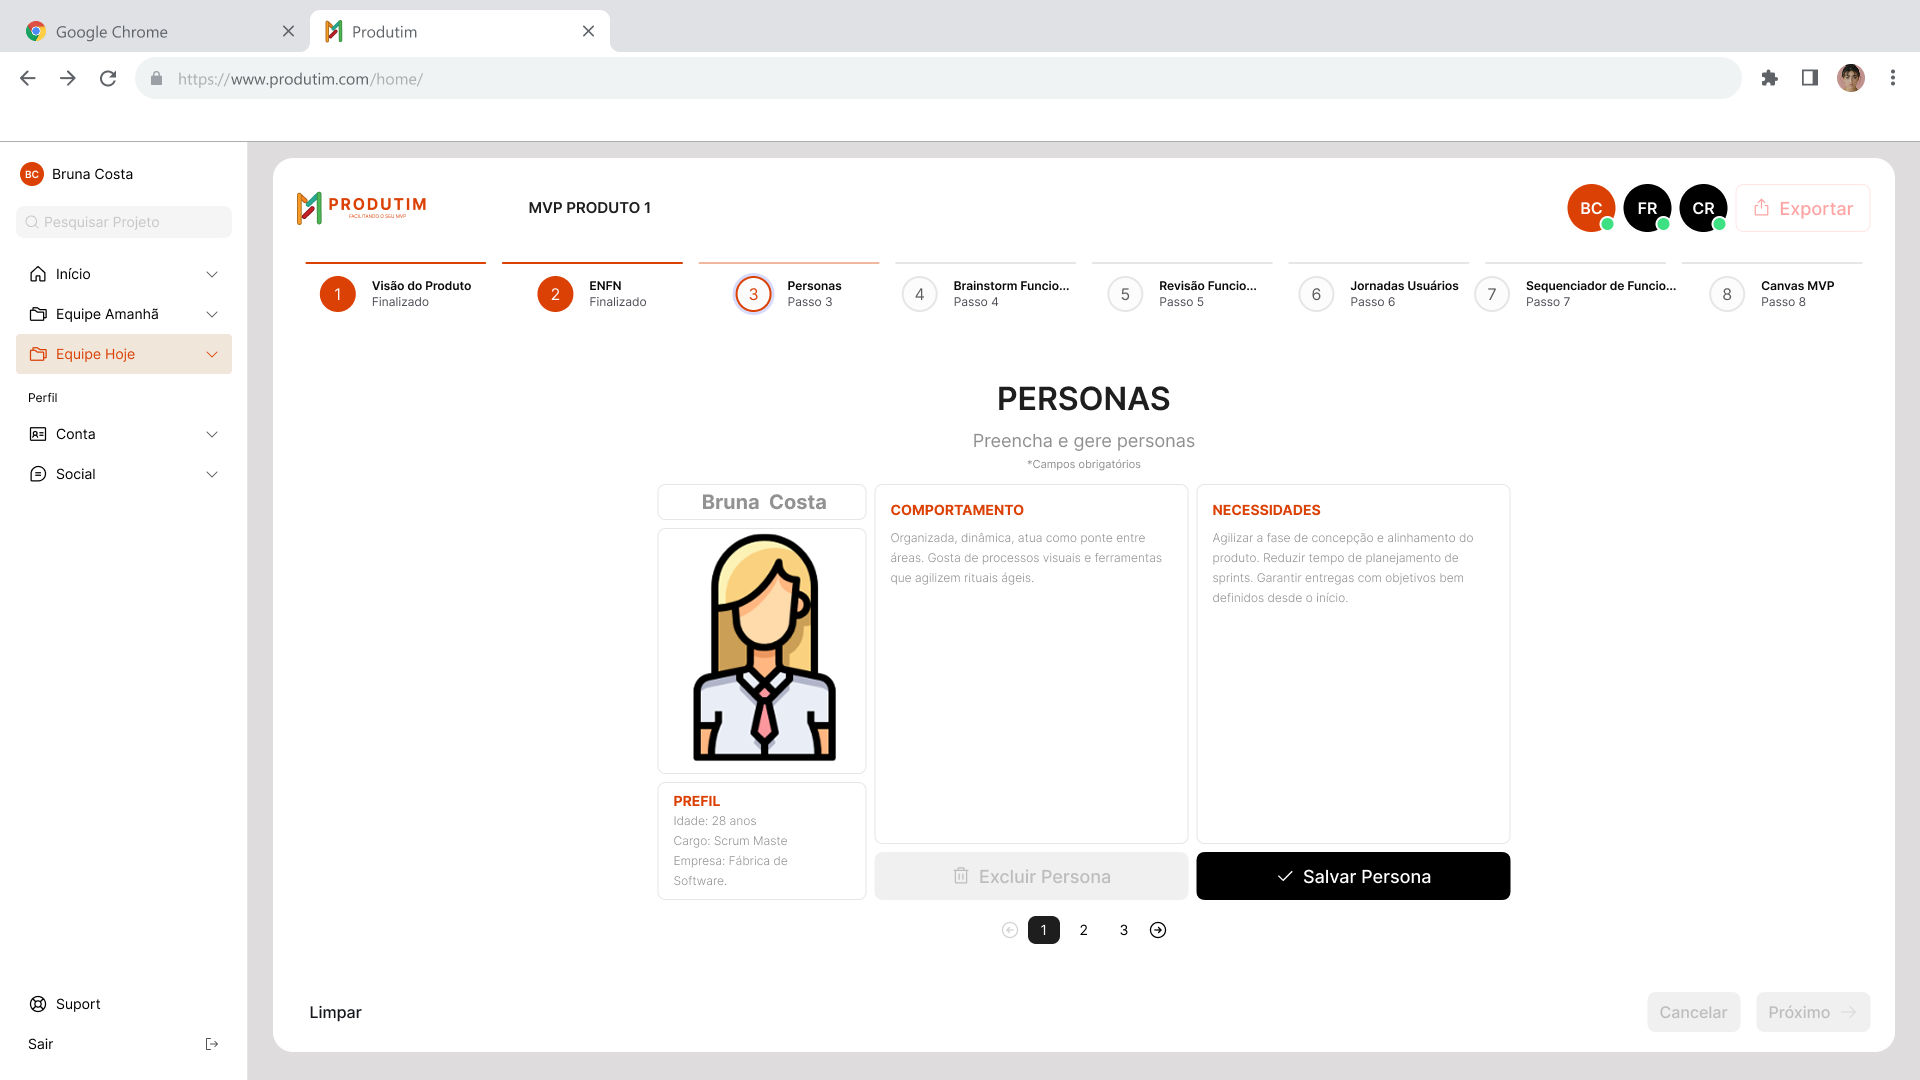 Google Chrome
Produtim
https://www.produtim.com/home/
BC Bruna Costa
Pesquisar Projeto
Início
Equipe Amanhã
Equipe Hoje
Perfil
Conta
Social
Suport
Sair
PRODUTIM
FACILITANDO O SEU MVP
MVP PRODUTO 1
BC FR CR Exportar
1 Visão do Produto
Finalizado
2 ENFN
Finalizado
3 Personas
Passo 3
4 Brainstorm Funcio...
Passo 4
5 Revisão Funcio...
Passo 5
6 Jornadas Usuários
Passo 6
7 Sequenciador de Funcio...
Passo 7
8 Canvas MVP
Passo 8
PERSONAS
Preencha e gere personas
*Campos obrigatórios
Bruna Costa
PREFIL
Idade: 28 anos
Cargo: Scrum Maste
Empresa: Fábrica de
Software.
COMPORTAMENTO
Organizada, dinâmica, atua como ponte entre
áreas. Gosta de processos visuais e ferramentas
que agilizem rituais ágeis.
NECESSIDADES
Agilizar a fase de concepção e alinhamento do
produto. Reduzir tempo de planejamento de
sprints. Garantir entregas com objetivos bem
definidos desde o início.
Excluir Persona
Salvar Persona
1 2 3
Limpar
Cancelar
Próximo